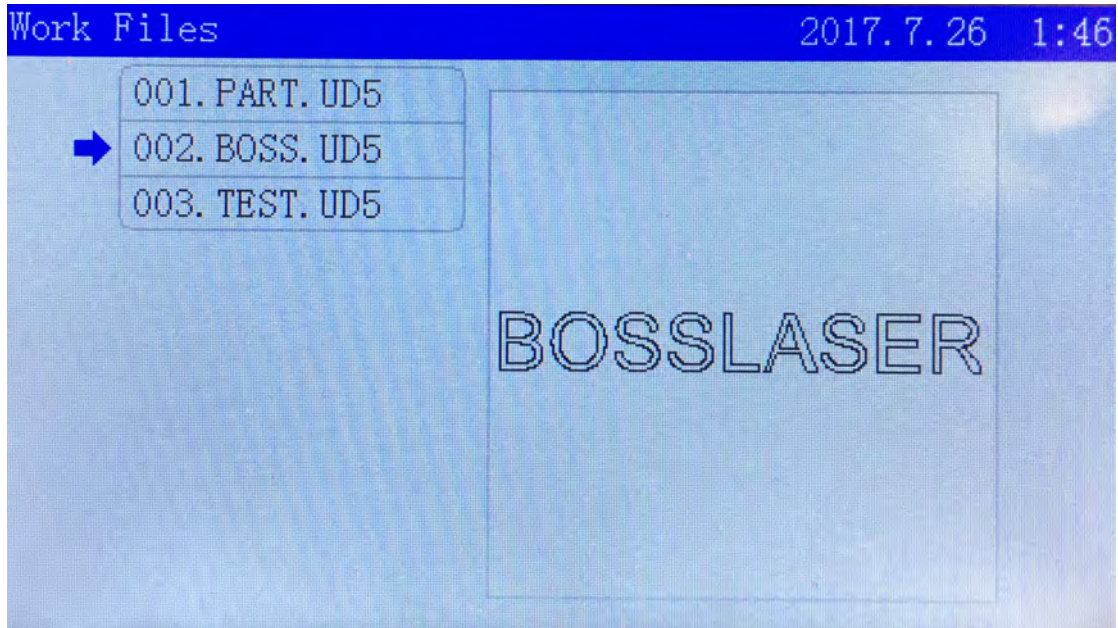 Work Files 2017. 7. 26 1:46
001. PART. UD5
002. BOSS. UD5
003. TEST. UD5
BOSSLASER